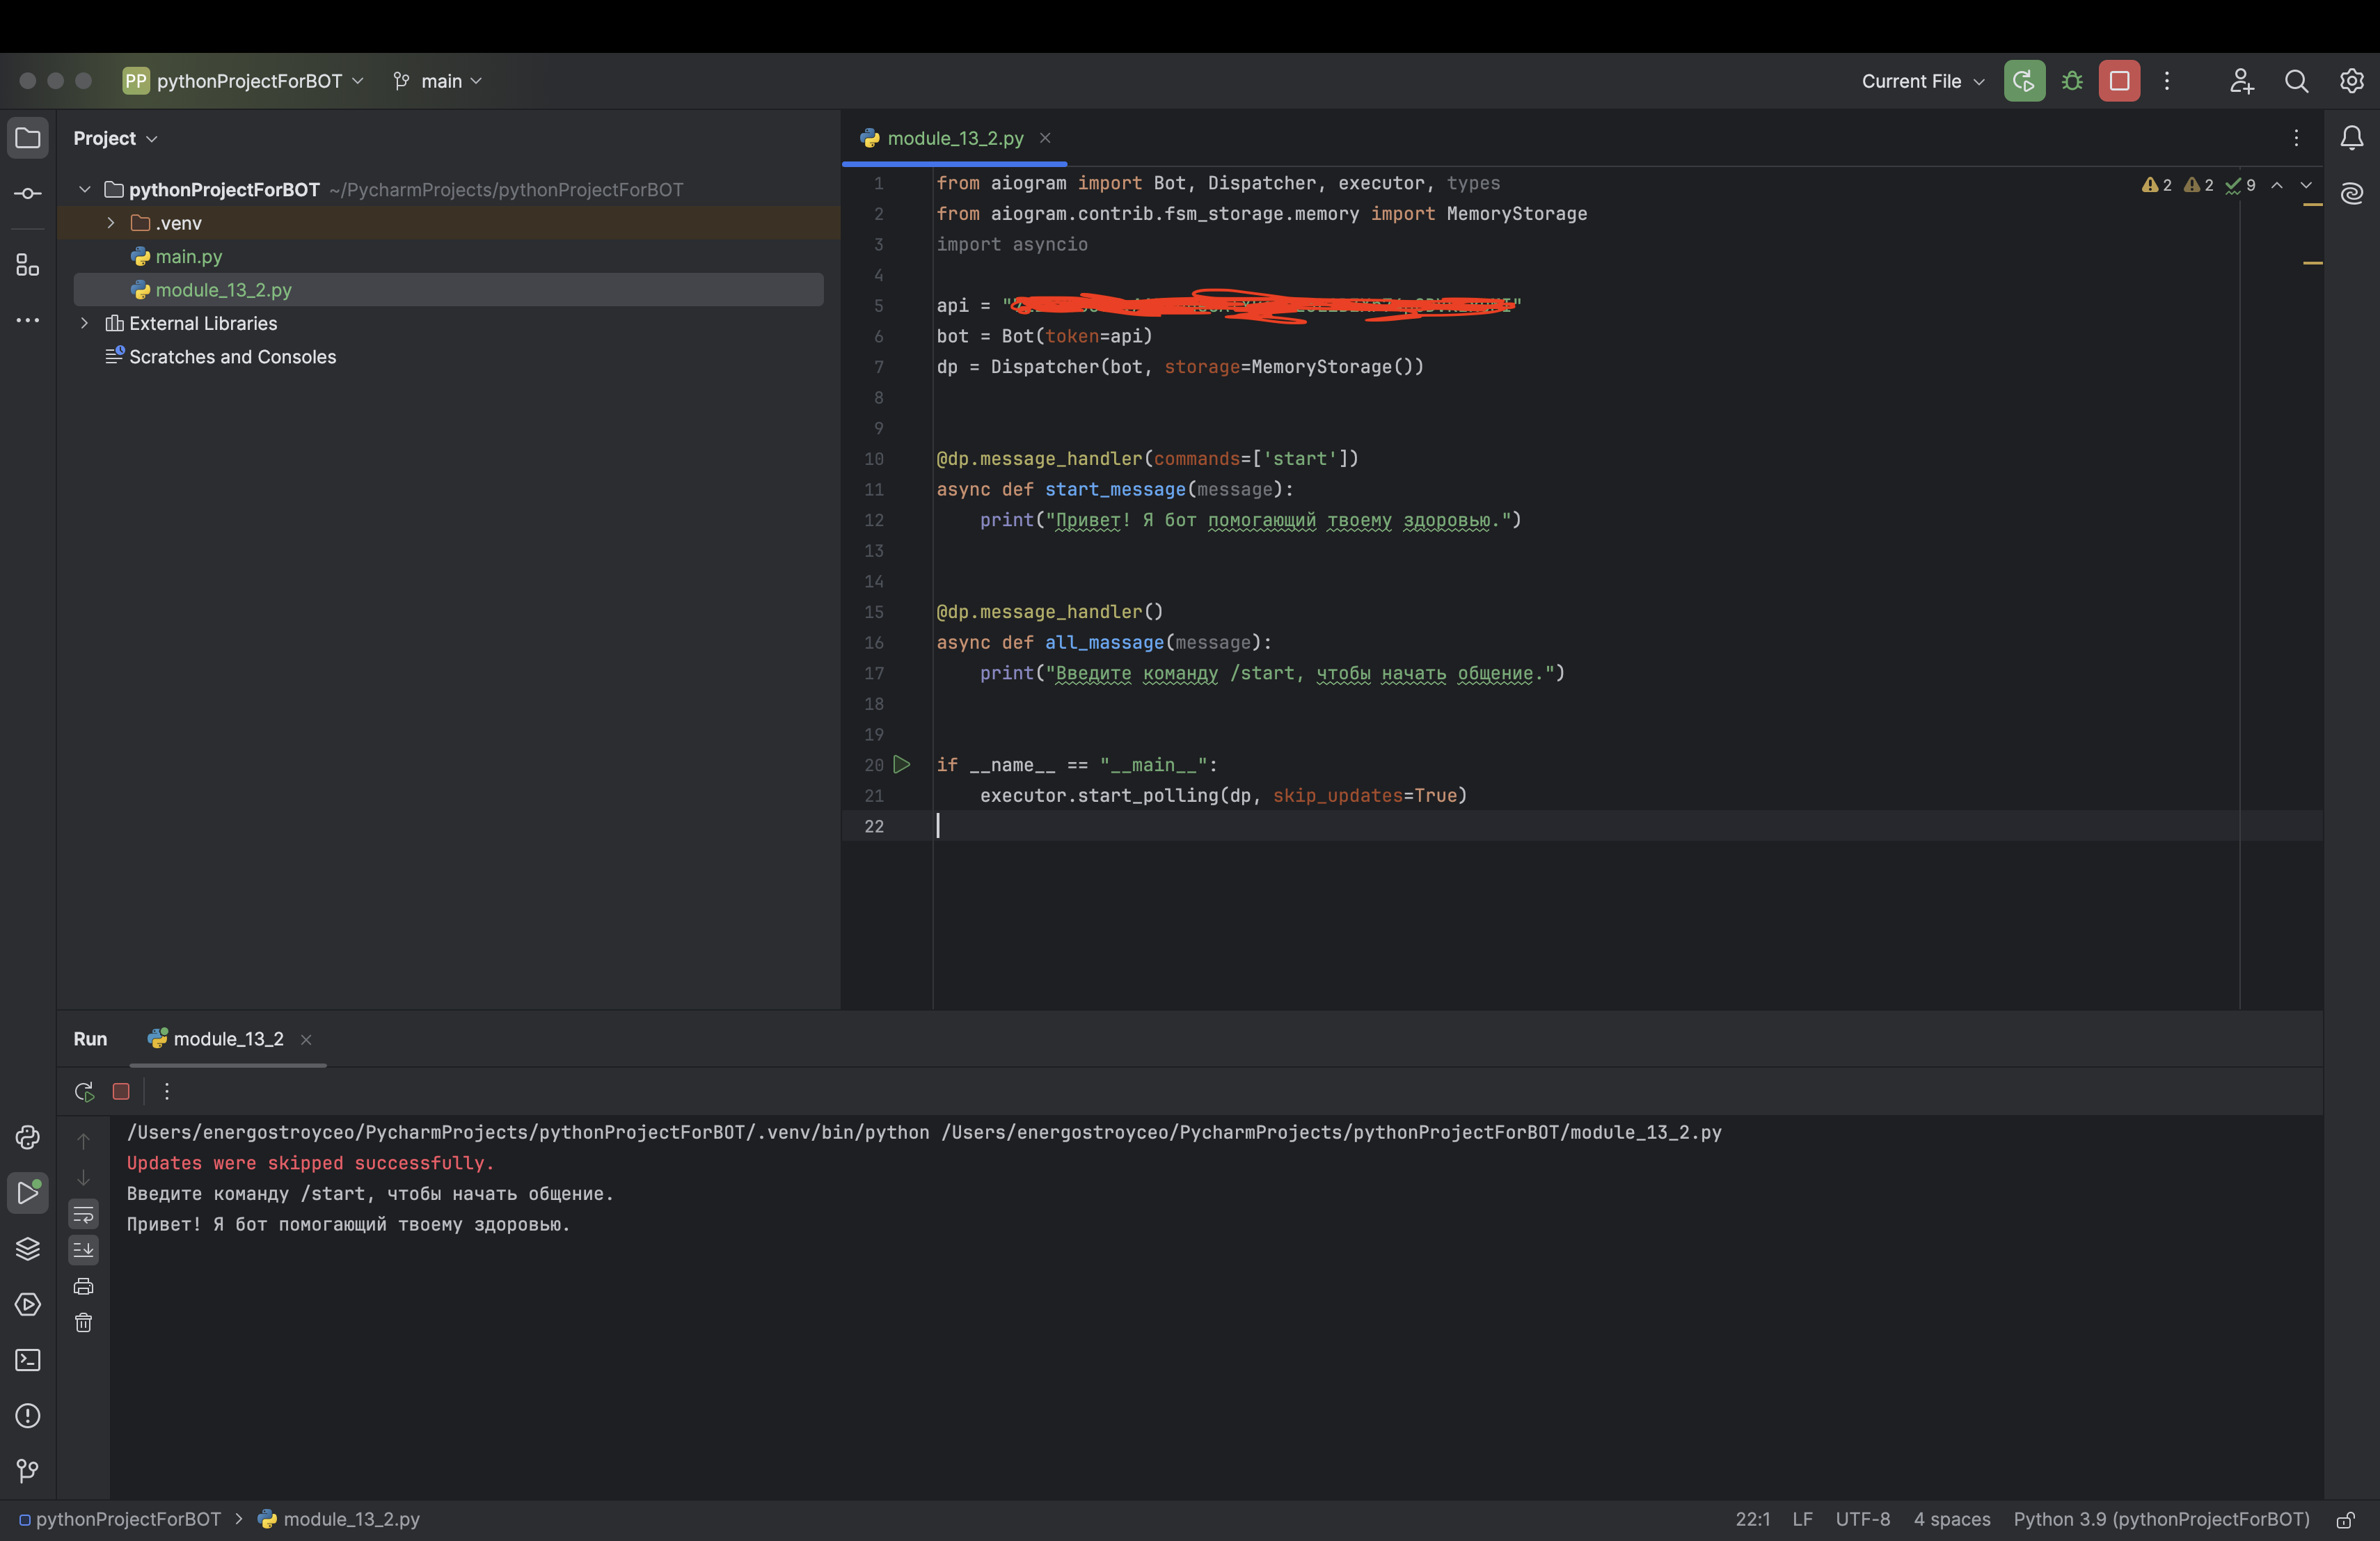 PP pythonProjectForBOT main Current File
Project
module_13_2.py
pythonProjectForBOT ~/PycharmProjects/pythonProjectForBOT
.venv
main.py
module_13_2.py
External Libraries
Scratches and Consoles
2 2 9
1 from aiogram import Bot, Dispatcher, executor, types
2 from aiogram.contrib.fsm_storage.memory import MemoryStorage
3 import asyncio
4
5 api = "
6 bot = Bot(token=api)
7 dp = Dispatcher(bot, storage=MemoryStorage())
8
9
10 @dp.message_handler(commands=['start'])
11 async def start_message(message):
12 print("Привет! Я бот помогающий твоему здоровью.")
13
14
15 @dp.message_handler()
16 async def all_massage(message):
17 print("Введите команду /start, чтобы начать общение.")
18
19
20 if __name__ == "__main__":
21 executor.start_polling(dp, skip_updates=True)
22
Run module_13_2
/Users/energostroyceo/PycharmProjects/pythonProjectForBOT/.venv/bin/python /Users/energostroyceo/PycharmProjects/pythonProjectForBOT/module_13_2.py
Updates were skipped successfully.
Введите команду /start, чтобы начать общение.
Привет! Я бот помогающий твоему здоровью.
pythonProjectForBOT > module_13_2.py 22:1 LF UTF-8 4 spaces Python 3.9 (pythonProjectForBOT)